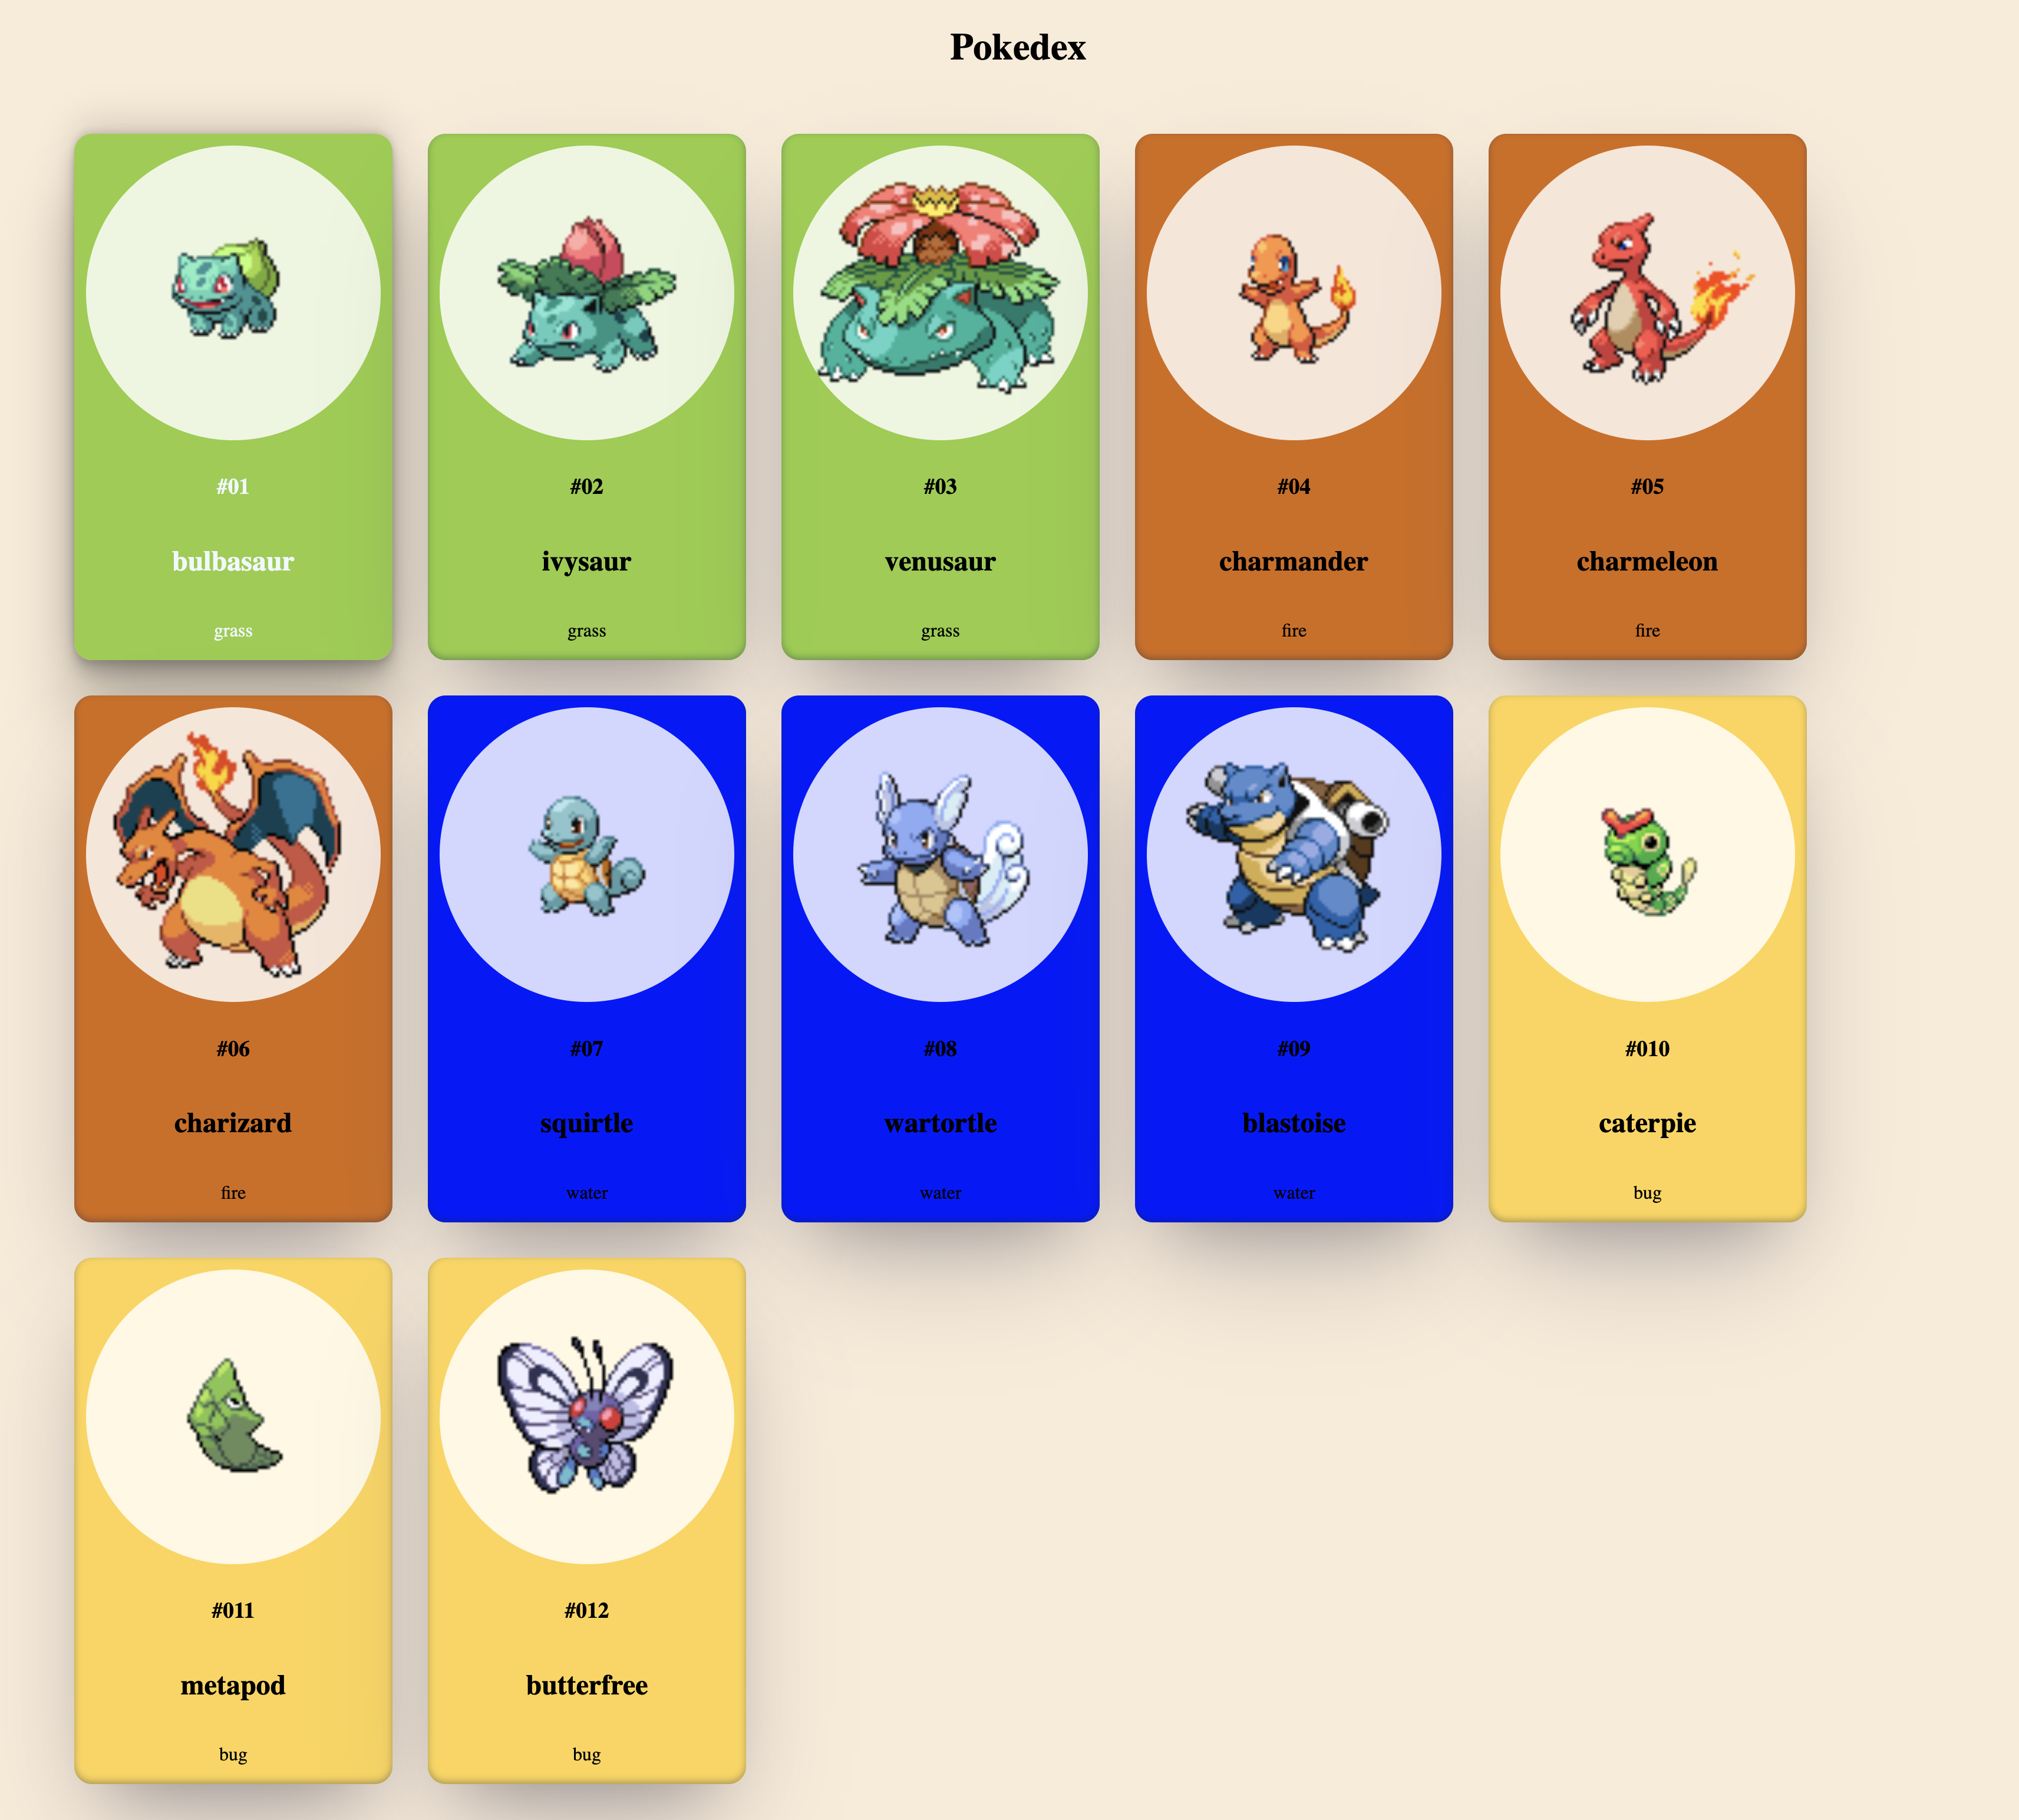 Pokedex
#01
bulbasaur
grass
#02
ivysaur
grass
#03
venusaur
grass
#04
charmander
fire
#05
charmeleon
fire
#06
charizard
fire
#07
squirtle
water
#08
wartortle
water
#09
blastoise
water
#010
caterpie
bug
#011
metapod
bug
#012
butterfree
bug